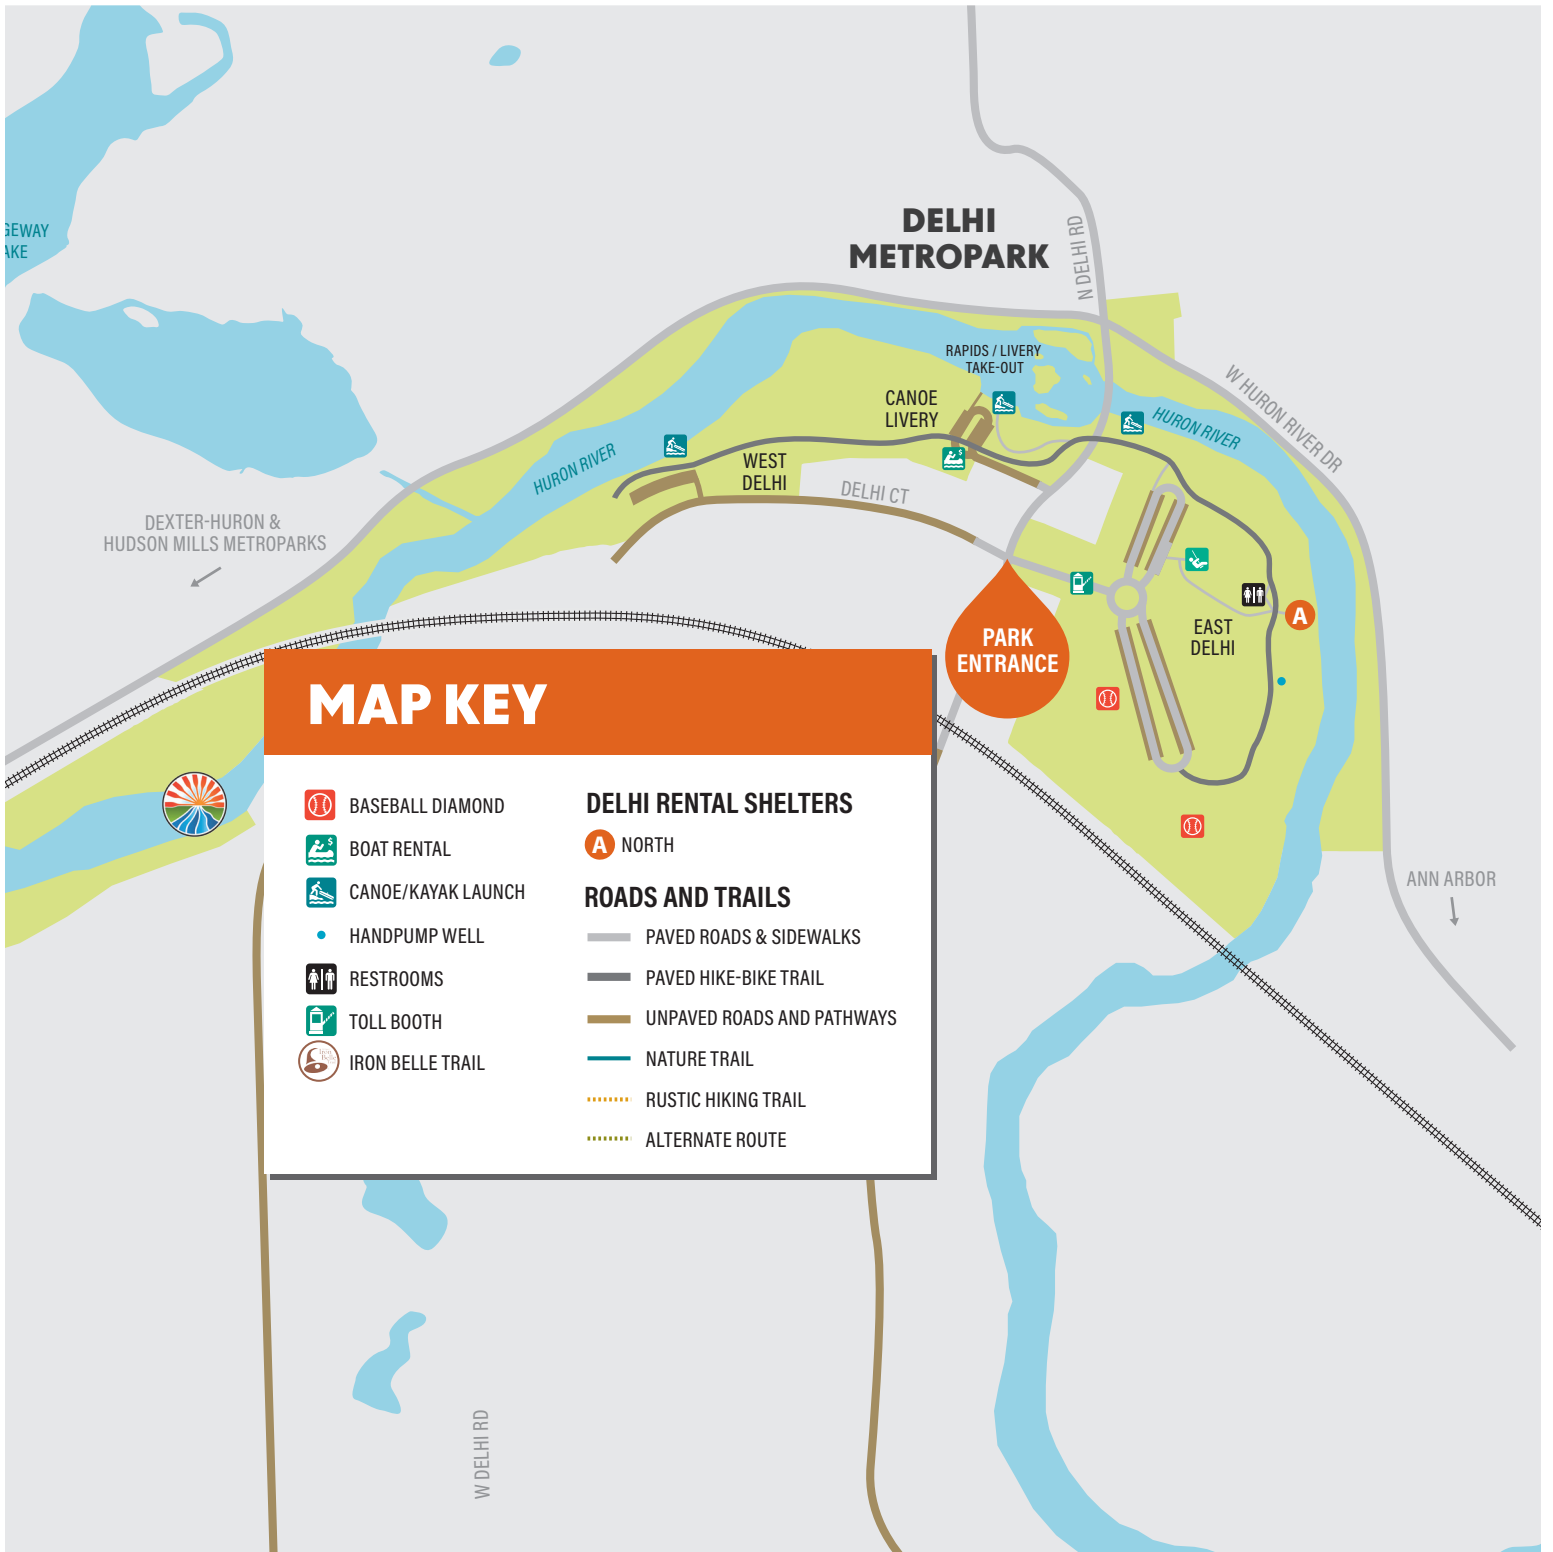 DELHI
METROPARK
N DELHI RD
GEWAY
AKE
RAPIDS / LIVERY
TAKE-OUT
W HURON RIVER DR
CANOE
LIVERY
HURON RIVER
HURON RIVER
WEST
DELHI
DELHI CT
DEXTER-HURON &
HUDSON MILLS METROPARKS
A
EAST
DELHI
PARK
ENTRANCE
MAP KEY
BASEBALL DIAMOND
$ BOAT RENTAL
CANOE/KAYAK LAUNCH
HANDPUMP WELL
RESTROOMS
TOLL BOOTH
IRON BELLE TRAIL
DELHI RENTAL SHELTERS
A NORTH
ROADS AND TRAILS
PAVED ROADS & SIDEWALKS
PAVED HIKE-BIKE TRAIL
UNPAVED ROADS AND PATHWAYS
NATURE TRAIL
RUSTIC HIKING TRAIL
ALTERNATE ROUTE
ANN ARBOR
W DELHI RD